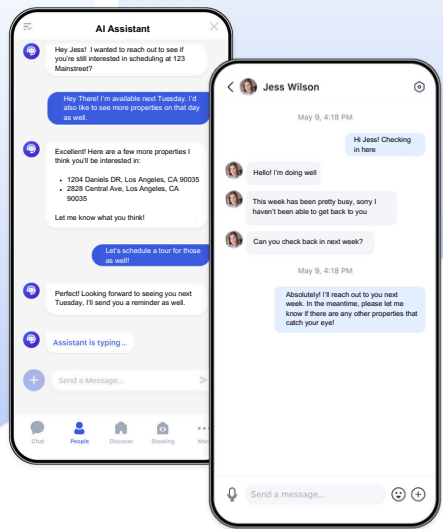 AI Assistant
Hey Jess! I wanted to reach out to see if
you're still interested in scheduling at 123
Mainstreet?
Hey There! I'm available next Tuesday. I'd
also like to see more properties on that day
as well.
Excellent! Here are a few more properties I
think you'll be interested in:
• 1204 Daniels DR, Los Angeles, CA 90035
• 2828 Central Ave, Los Angeles, CA
90035
Let me know what you think!
Let's schedule a tour for those
as well!
Perfect! Looking forward to seeing you next
Tuesday, I'll send you a reminder as well.
Assistant is typing...
Send a Message...
Chat
People
Discover
Showing
Jess Wilson
May 9, 4:18 PM
Hi Jess! Checking
in here
Hello! I'm doing well
This week has been pretty busy, sorry I
haven't been able to get back to you
Can you check back in next week?
May 9, 4:18 PM
Absolutely! I'll reach out to you next
week. In the meantime, please let me
know if there are any other properties that
catch your eye!
Send a message...